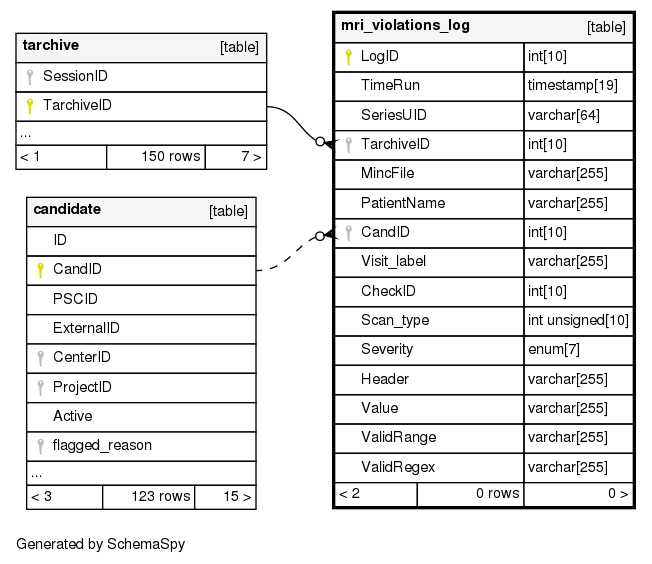 tarchive [table]
SessionID
TarchiveID
...
< 1 150 rows 7 >
candidate [table]
ID
CandID
PSCID
ExternalID
CenterID
ProjectID
Active
flagged_reason
...
< 3 123 rows 15 >
mri_violations_log [table]
LogID int[10]
TimeRun timestamp[19]
SeriesUID varchar[64]
TarchiveID int[10]
MincFile varchar[255]
PatientName varchar[255]
CandID int[10]
Visit_label varchar[255]
CheckID int[10]
Scan_type int unsigned[10]
Severity enum[7]
Header varchar[255]
Value varchar[255]
ValidRange varchar[255]
ValidRegex varchar[255]
< 2 0 rows 0 >
Generated by SchemaSpy